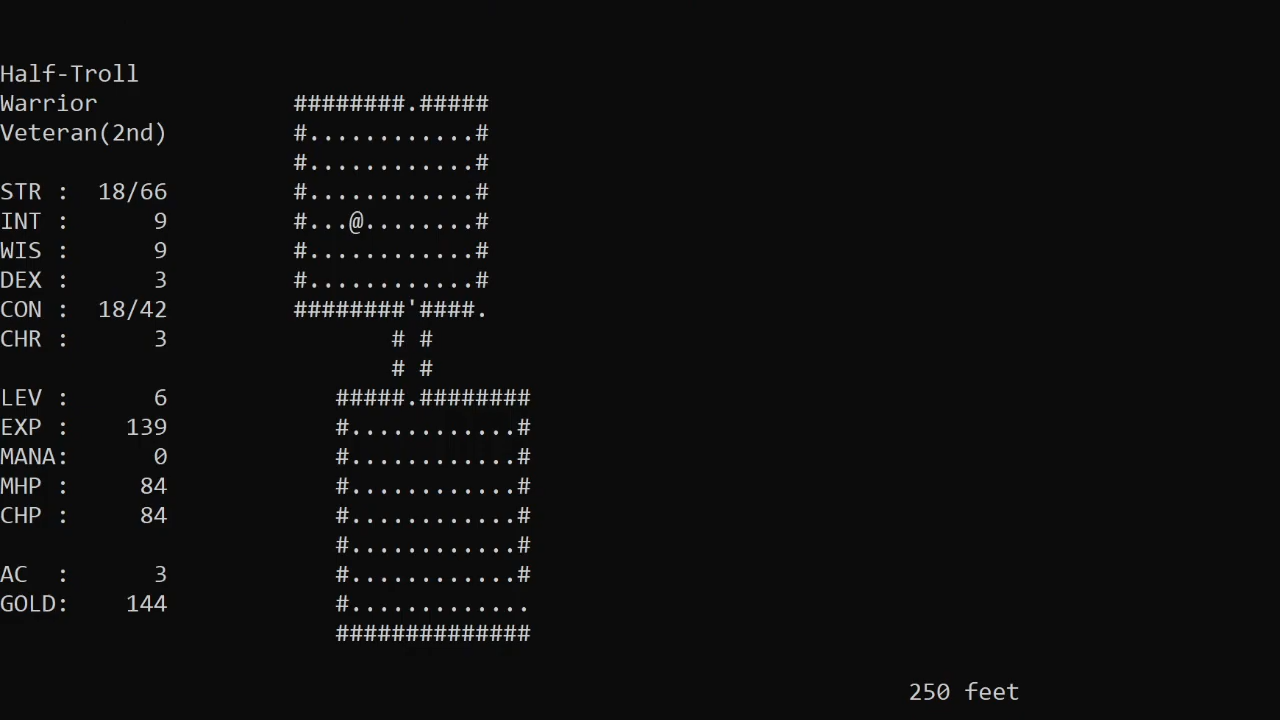 Half-Troll
Warrior            ########.#####
Veteran(2nd)         #............#
                     #............#
STR :  18/66         #............#
INT :      9         #...@........#
WIS :      9         #............#
DEX :      3         #............#
CON :  18/42         ########'####.
CHR :      3                # #
                            # #
LEV :      6            #####.########
EXP :    139            #............#
MANA:      0            #............#
MHP :     84            #............#
CHP :     84            #............#
                        #............#
AC  :      3            #............#
GOLD:    144            #.............
                        ##############
250 feet